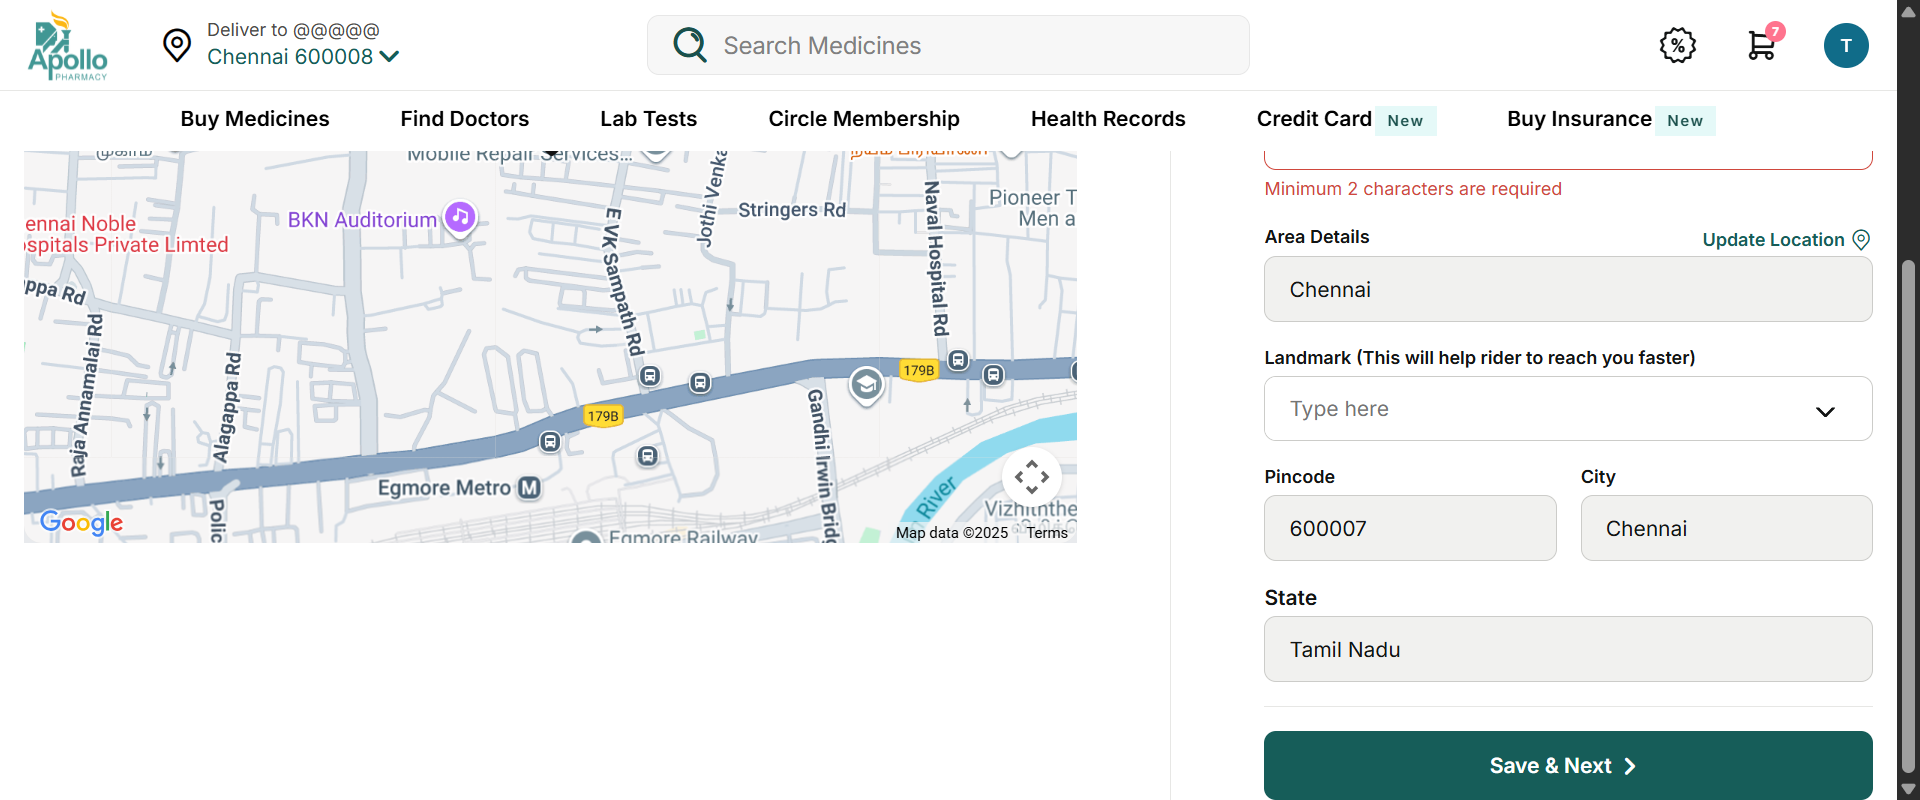 Apollo
PHARMACY
Deliver to @@@@@
Chennai 600008
Search Medicines
%
7
T
Buy Medicines
Find Doctors
Lab Tests
Circle Membership
Health Records
Credit Card New
Buy Insurance New
Mobile Repair Services...
BKN Auditorium
ennai Noble
ospitals Private Limted
appa Rd
Raja Annamalai Rd
Alagappa Rd
E V K Sampath Rd
Jothi Venka
Stringers Rd
Naval Hospital Rd
Pioneer T
Men a
179B
179B
Gandhi Irwin Bridg
Egmore Metro M
River
Egmore Railway
Google
Map data ©2025
Terms
Minimum 2 characters are required
Area Details
Update Location
Chennai
Landmark (This will help rider to reach you faster)
Type here
Pincode
City
600007
Chennai
State
Tamil Nadu
Save & Next